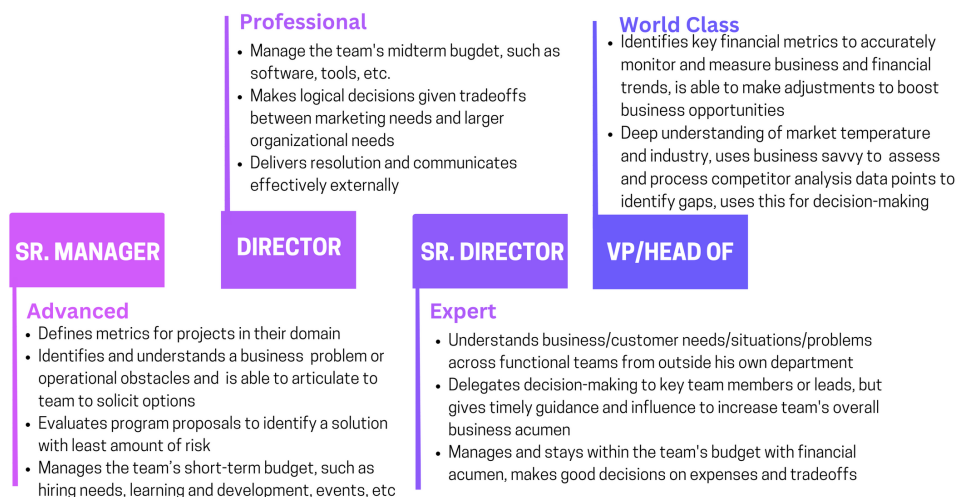 Professional
• Manage the team's midterm bugdet, such as
software, tools, etc.
• Makes logical decisions given tradeoffs
between marketing needs and larger
organizational needs
• Delivers resolution and communicates
effectively externally
World Class
• Identifies key financial metrics to accurately
monitor and measure business and financial
trends, is able to make adjustments to boost
business opportunities
• Deep understanding of market temperature
and industry, uses business savvy to assess
and process competitor analysis data points to
identify gaps, uses this for decision-making
SR. MANAGER
DIRECTOR
SR. DIRECTOR
VP/HEAD OF
Advanced
• Defines metrics for projects in their domain
• Identifies and understands a business problem or
operational obstacles and is able to articulate to
team to solicit options
• Evaluates program proposals to identify a solution
with least amount of risk
• Manages the team's short-term budget, such as
hiring needs, learning and development, events, etc
Expert
• Understands business/customer needs/situations/problems
across functional teams from outside his own department
• Delegates decision-making to key team members or leads, but
gives timely guidance and influence to increase team's overall
business acumen
• Manages and stays within the team's budget with financial
acumen, makes good decisions on expenses and tradeoffs